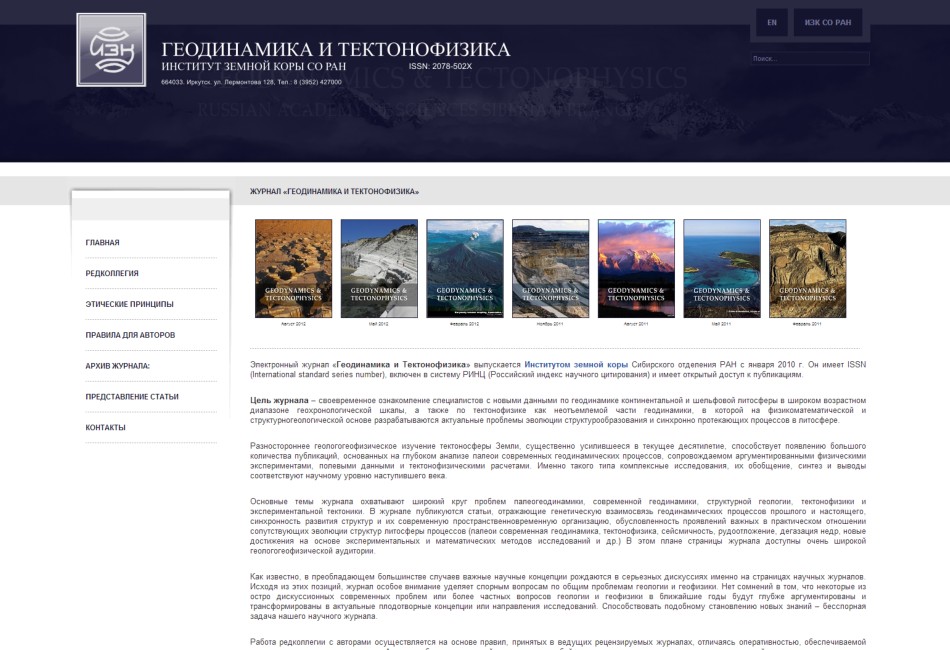 ИЗК
ГЕОДИНАМИКА И ТЕКТОНОФИЗИКА
ИНСТИТУТ ЗЕМНОЙ КОРЫ СО РАН ISSN: 2078-502X
664033. Иркутск, ул. Лермонтова 128, Тел.: 8 (3952) 427000
EN
ИЗК СО РАН
Поиск...
TECTONOPHYSICS
RUSSIAN ACADEMY OF SCIENCES SIBERIAN BRANCH
ГЛАВНАЯ
РЕДКОЛЛЕГИЯ
ЭТИЧЕСКИЕ ПРИНЦИПЫ
ПРАВИЛА ДЛЯ АВТОРОВ
АРХИВ ЖУРНАЛА:
ПРЕДСТАВЛЕНИЕ СТАТЬИ
КОНТАКТЫ
ЖУРНАЛ «ГЕОДИНАМИКА И ТЕКТОНОФИЗИКА»
GEODYNAMICS &
TECTONOPHYSICS
GEODYNAMICS &
TECTONOPHYSICS
GEODYNAMICS &
TECTONOPHYSICS
GEODYNAMICS &
TECTONOPHYSICS
GEODYNAMICS &
TECTONOPHYSICS
GEODYNAMICS &
TECTONOPHYSICS
GEODYNAMICS &
TECTONOPHYSICS
Август 2012 Май 2012 Февраль 2012 Ноябрь 2011 Август 2011 Май 2011 Февраль 2011
Электронный журнал «Геодинамика и Тектонофизика» выпускается Институтом земной коры Сибирского отделения РАН с января 2010 г. Он имеет ISSN
(International standard series number), включен в систему РИНЦ (Российский индекс научного цитирования) и имеет открытый доступ к публикациям.
Цель журнала – своевременное ознакомление специалистов с новыми данными по геодинамике континентальной и шельфовой литосферы в широком возрастном
диапазоне геохронологической шкалы, а также по тектонофизике как неотъемлемой части геодинамики, в которой на физикоматематической и
структурногеологической основе разрабатываются актуальные проблемы эволюции структурообразования и синхронно протекающих процессов в литосфере.
Разностороннее геологогеофизическое изучение тектоносферы Земли, существенно усилившееся в текущее десятилетие, способствует появлению большого
количества публикаций, основанных на глубоком анализе палеои современных геодинамических процессов, сопровождаемом аргументированными физическими
экспериментами, полевыми данными и тектонофизическими расчетами. Именно такого типа комплексные исследования, их обобщение, синтез и выводы
соответствуют научному уровню наступившего века.
Основные темы журнала охватывают широкий круг проблем палеогеодинамики, современной геодинамики, структурной геологии, тектонофизики и
экспериментальной тектоники. В журнале публикуются статьи, отражающие генетическую взаимосвязь геодинамических процессов прошлого и настоящего,
синхронность развития структур и их современную пространственновременную организацию, обусловленность проявлений важных в практическом отношении
сопутствующих эволюции структур литосферы процессов (палеои современная геодинамика, тектонофизика, сейсмичность, рудоотложение, дегазация недр, новые
достижения на основе экспериментальных и математических методов исследований и др.) В этом плане страницы журнала доступны очень широкой
геологогеофизической аудитории.
Как известно, в преобладающем большинстве случаев важные научные концепции рождаются в серьезных дискуссиях именно на страницах научных журналов.
Исходя из этих позиций, журнал особое внимание уделяет спорным вопросам по общим проблемам геологии и геофизики. Нет сомнений в том, что некоторые из
остро дискуссионных современных проблем или более частных вопросов геологии и геофизики в ближайшие годы будут глубже аргументированы и
трансформированы в актуальные плодотворные концепции или направления исследований. Способствовать подобному становлению новых знаний – бесспорная
задача нашего научного журнала.
Работа редколлегии с авторами осуществляется на основе правил, принятых в ведущих рецензируемых журналах, отличаясь оперативностью, обеспечиваемой